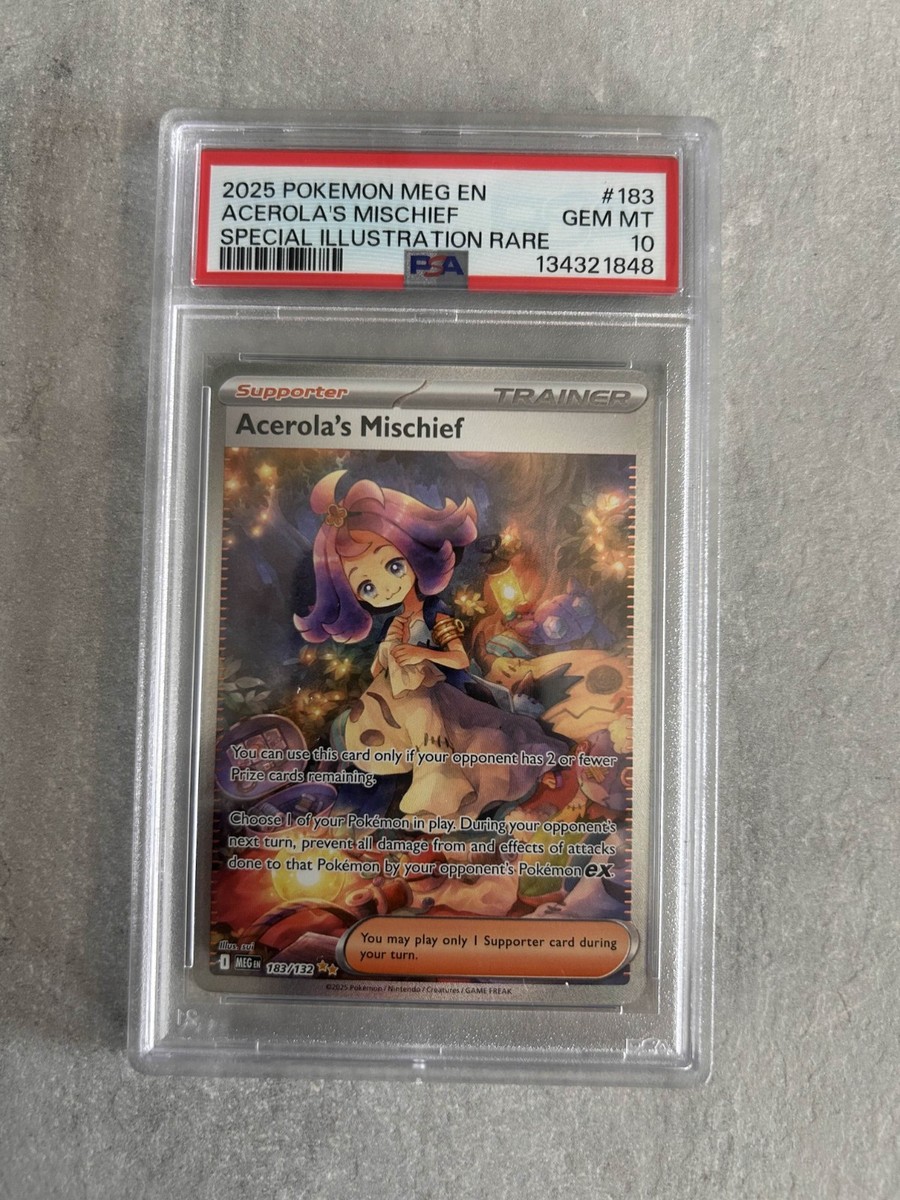 2025 POKEMON MEG EN #183
ACEROLA'S MISCHIEF GEM MT
SPECIAL ILLUSTRATION RARE 10
PSA 134321848
Supporter TRAINER
Acerola's Mischief
You can use this card only if your opponent has 2 or fewer
Prize cards remaining.
Choose 1 of your Pokémon in play. During your opponent's
next turn, prevent all damage from and effects of attacks
done to that Pokémon by your opponent's Pokémon ex.
You may play only 1 Supporter card during
your turn.
Illus. sui
MEG EN 183/132
©2025 Pokémon / Nintendo / Creatures / GAME FREAK